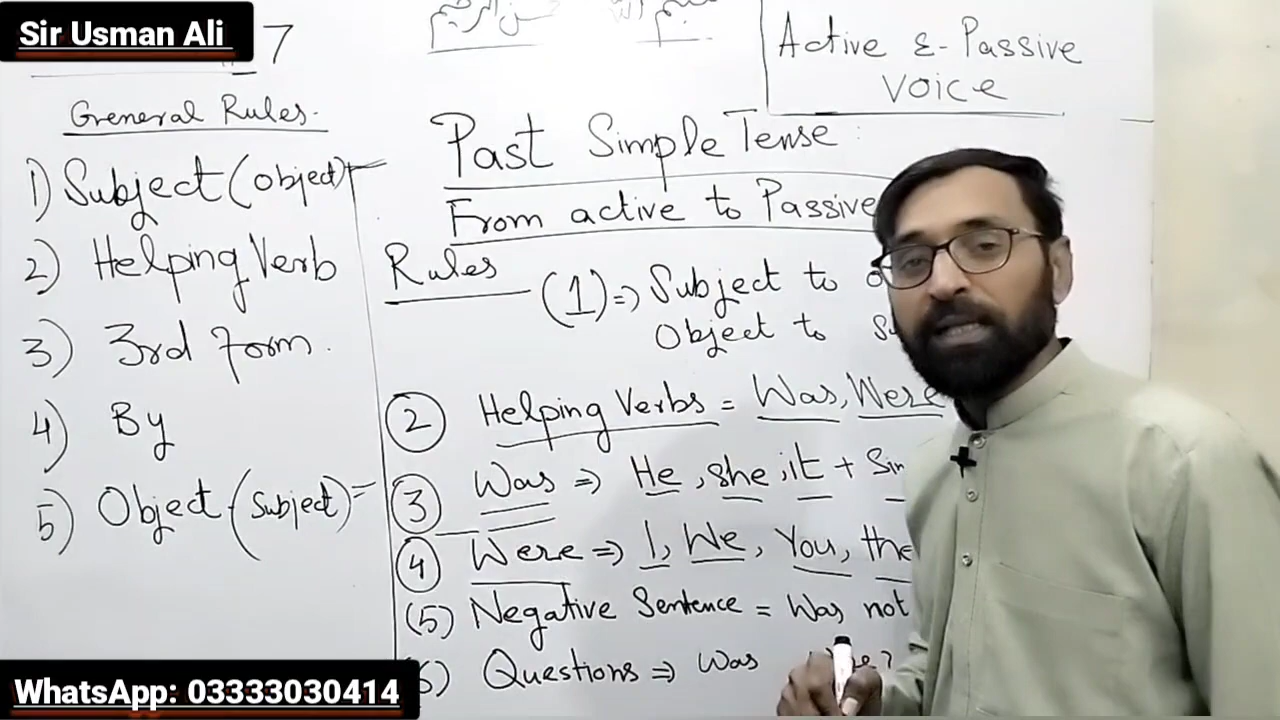 Sir Usman Ali
7
Active & Passive
Voice
General Rules.
1) Subject (object)
2) Helping Verb
3) 3rd Form.
4) By
5) Object (Subject)
Past Simple Tense:
From active to Passive
Rules
(1) => Subject to
Object to
2 Helping Verbs = Was, Were
3 Was => He, she, it +
4 Were => I, We, You,
(5) Negative Sentence = Was not
6) Questions => Was
WhatsApp: 03333030414